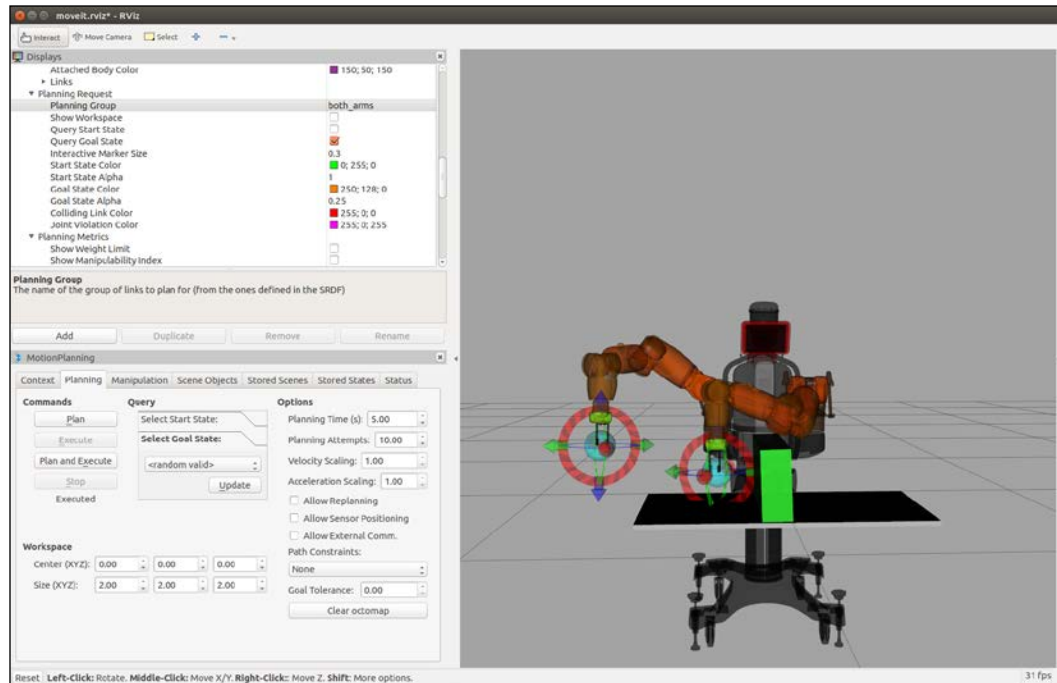 moveit.rviz* - RViz
Interact Move Camera Select
Displays
Attached Body Color 150; 50; 150
Links
Planning Request
Planning Group both_arms
Show Workspace
Query Start State
Query Goal State
Interactive Marker Size 0.3
Start State Color 0; 255; 0
Start State Alpha 1
Goal State Color 250; 128; 0
Goal State Alpha 0.25
Colliding Link Color 255; 0; 0
Joint Violation Color 255; 0; 255
Planning Metrics
Show Weight Limit
Show Manipulability Index
Planning Group
The name of the group of links to plan for (from the ones defined in the SRDF)
Add Duplicate Remove Rename
MotionPlanning
Context Planning Manipulation Scene Objects Stored Scenes Stored States Status
Commands Query Options
Plan Select Start State: Planning Time (s): 5.00
Execute Select Goal State: Planning Attempts: 10.00
Plan and Execute <random valid> Velocity Scaling: 1.00
Stop Update Acceleration Scaling: 1.00
Executed Allow Replanning
Allow Sensor Positioning
Allow External Comm.
Workspace Path Constraints:
Center (XYZ): 0.00 0.00 0.00 None
Size (XYZ): 2.00 2.00 2.00 Goal Tolerance: 0.00
Clear octomap
Reset Left-Click: Rotate. Middle-Click: Move X/Y. Right-Click:: Move Z. Shift: More options. 31 fps